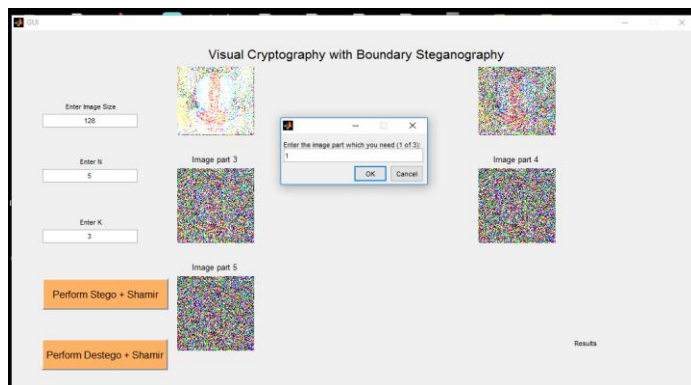 GUI
Visual Cryptography with Boundary Steganography
Enter Image Size
128
Enter the image part which you need (1 of 3):
1
OK Cancel
Enter N
5
Image part 3
Image part 4
Enter K
3
Image part 5
Perform Stego + Shamir
Perform Destego + Shamir
Results